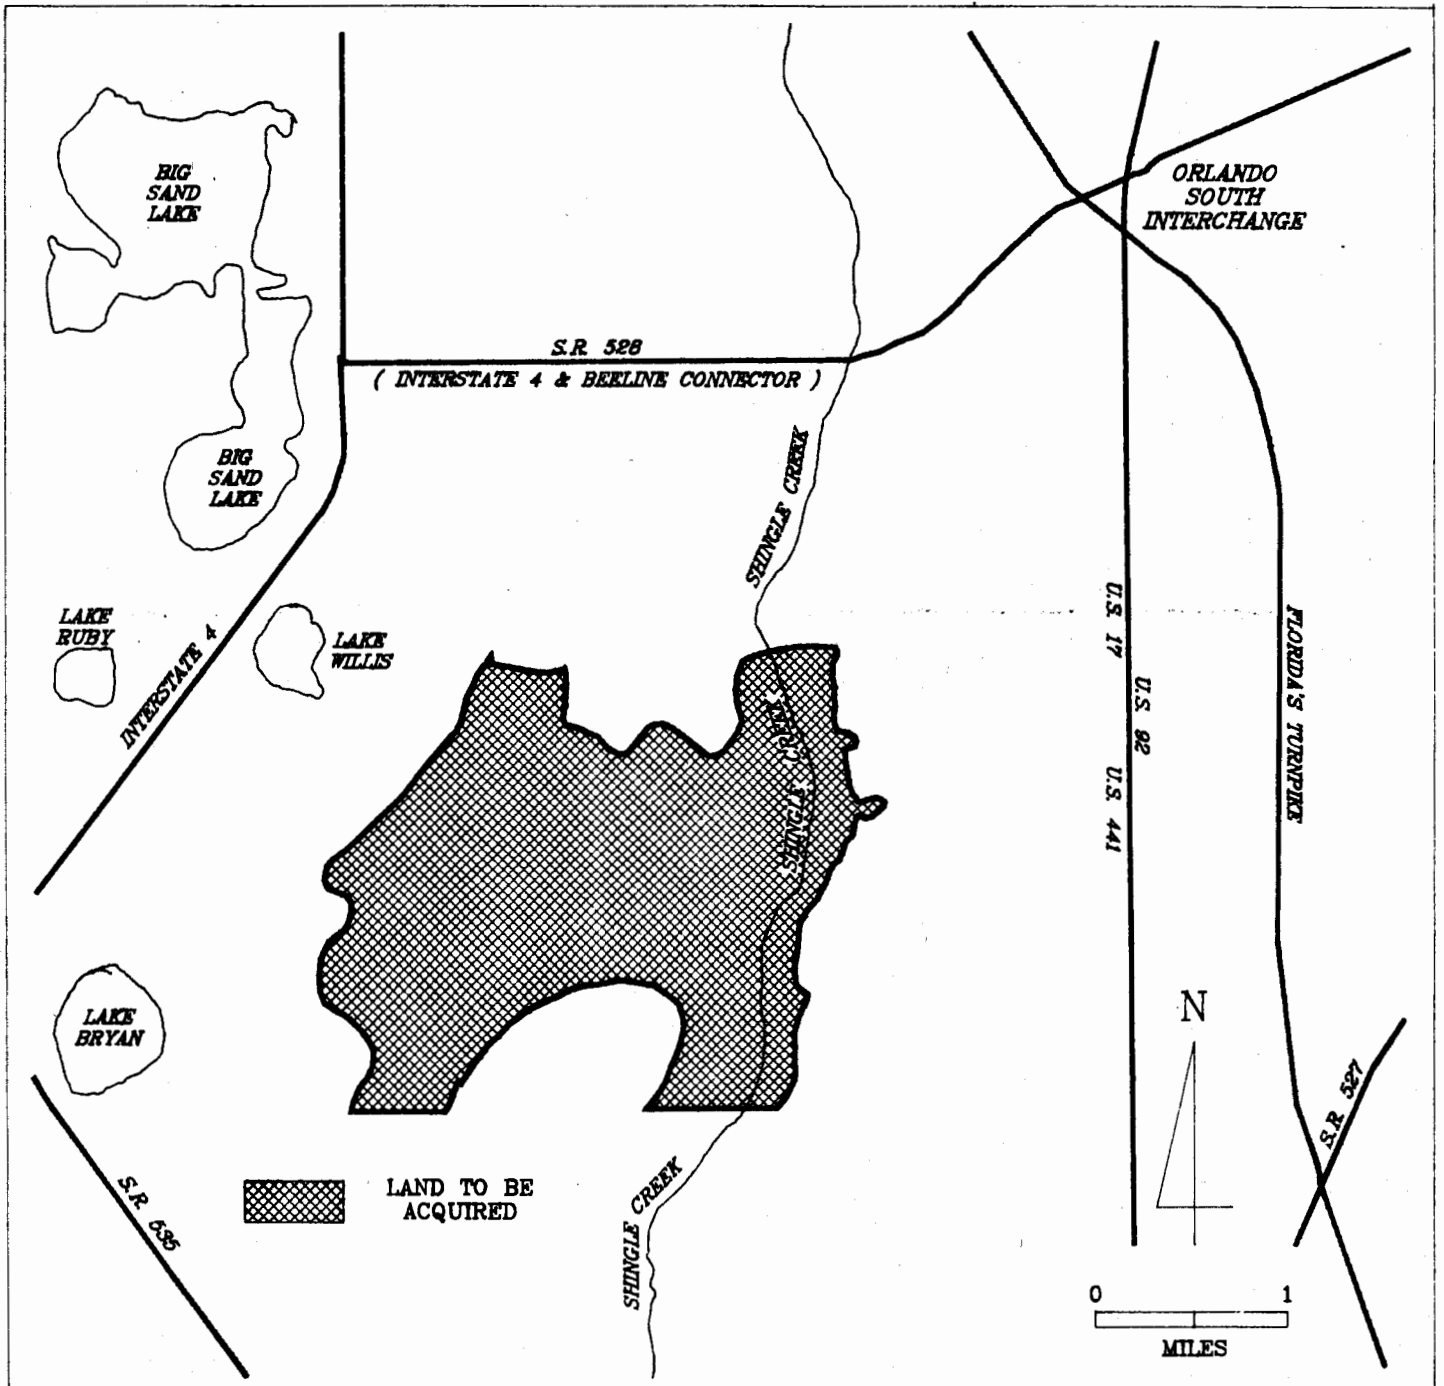 BIG
SAND
LAKE
ORLANDO
SOUTH
INTERCHANGE
S.R. 528
( INTERSTATE 4 & BEELINE CONNECTOR )
BIG
SAND
LAKE
SHINGLE CREEK
LAKE
RUBY
LAKE
WILLIS
INTERSTATE 4
U.S. 17
U.S. 92
U.S. 441
FLORIDA'S TURNPIKE
SHINGLE CREEK
LAKE
BRYAN
N
S.R. 527
S.R. 535
LAND TO BE
ACQUIRED
SHINGLE CREEK
0 1
MILES